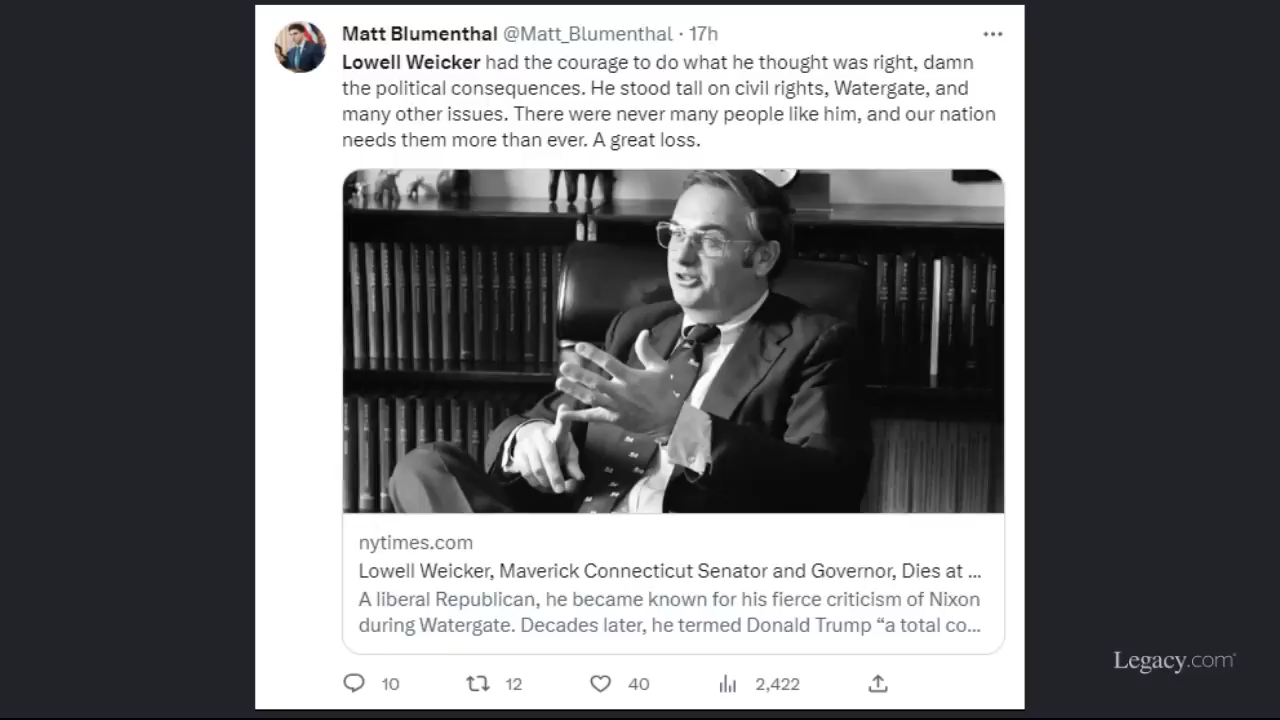 Matt Blumenthal @Matt_Blumenthal · 17h
Lowell Weicker had the courage to do what he thought was right, damn
the political consequences. He stood tall on civil rights, Watergate, and
many other issues. There were never many people like him, and our nation
needs them more than ever. A great loss.
nytimes.com
Lowell Weicker, Maverick Connecticut Senator and Governor, Dies at ...
A liberal Republican, he became known for his fierce criticism of Nixon
during Watergate. Decades later, he termed Donald Trump “a total co...
10 12 40 2,422
Legacy.com